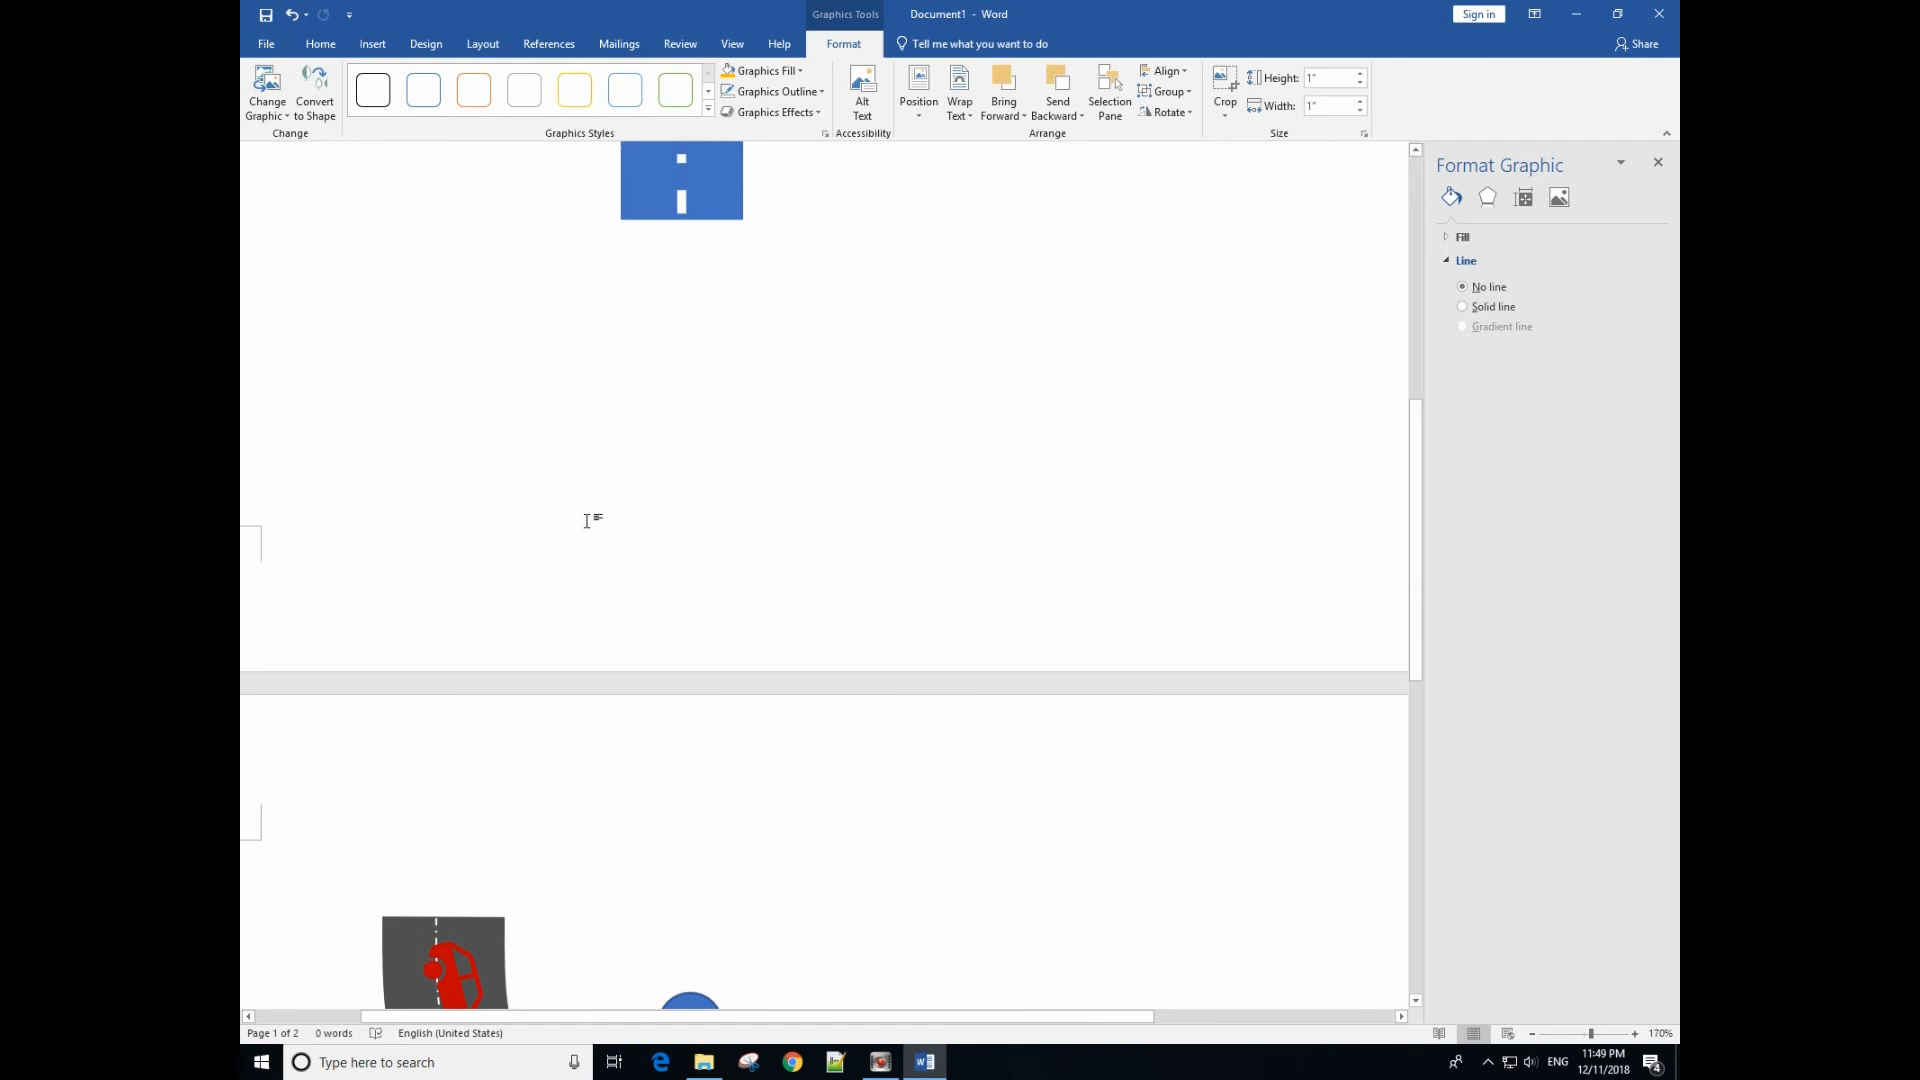 Graphics Tools
Document1 - Word
Sign in
File
Home
Insert
Design
Layout
References
Mailings
Review
View
Help
Format
Tell me what you want to do
Share
Change Graphic
Convert to Shape
Change
Graphics Fill
Graphics Outline
Graphics Effects
Graphics Styles
Alt Text
Accessibility
Position
Wrap Text
Bring Forward
Send Backward
Selection Pane
Align
Group
Rotate
Arrange
Crop
Height: 1"
Width: 1"
Size
Format Graphic
Fill
Line
No line
Solid line
Gradient line
Page 1 of 2
0 words
English (United States)
170%
Type here to search
ENG
11:49 PM
12/11/2018
4